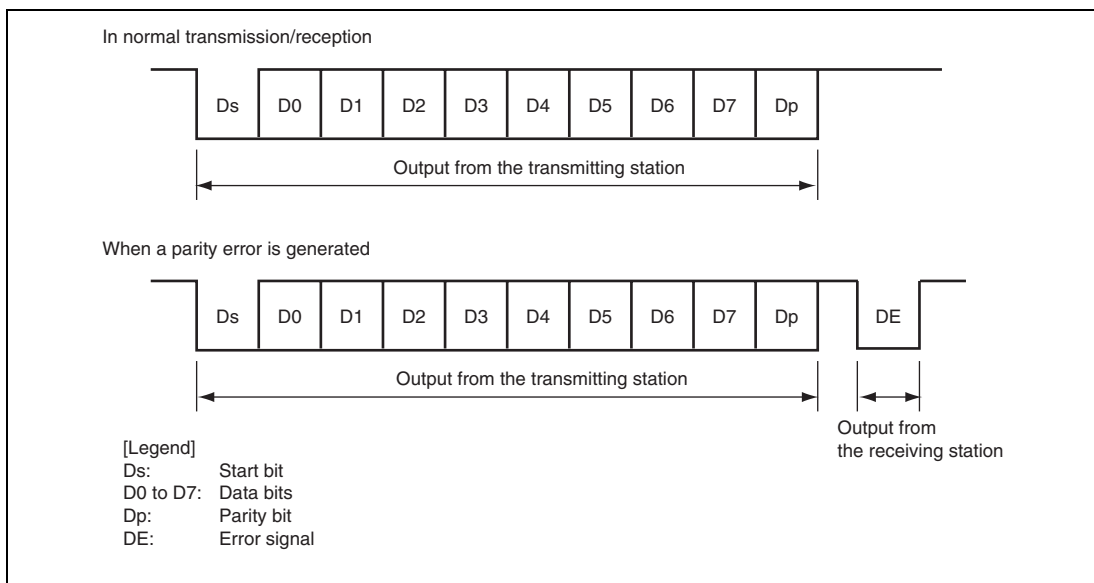 In normal transmission/reception
Ds D0 D1 D2 D3 D4 D5 D6 D7 Dp
Output from the transmitting station
When a parity error is generated
Ds D0 D1 D2 D3 D4 D5 D6 D7 Dp DE
Output from the transmitting station
Output from
the receiving station
[Legend]
Ds: Start bit
D0 to D7: Data bits
Dp: Parity bit
DE: Error signal